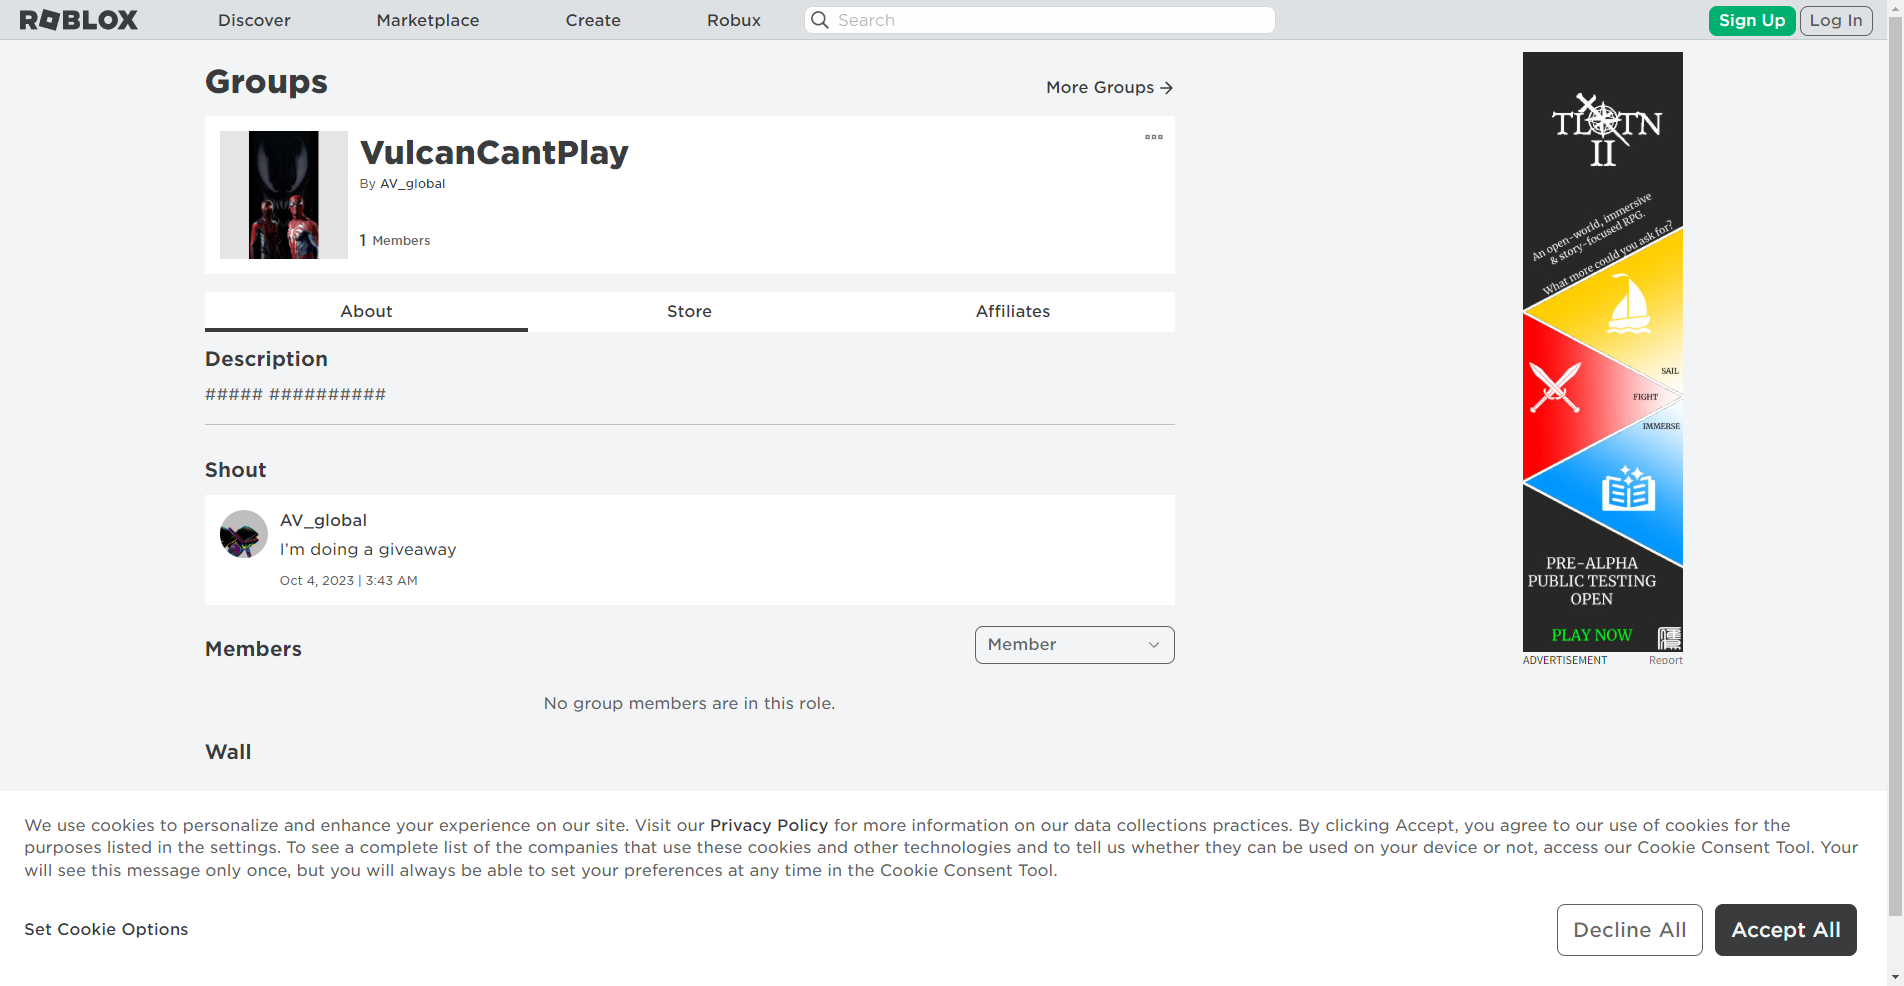 ROBLOX
Discover
Marketplace
Create
Robux
Search
Sign Up
Log In
Groups
More Groups
VulcanCantPlay
By AV_global
1 Members
About
Store
Affiliates
Description
##### ##########
Shout
AV_global
I'm doing a giveaway
Oct 4, 2023 | 3:43 AM
Members
Member
No group members are in this role.
Wall
TLOTN
II
An open-world, immersive
& story-focused RPG.
What more could you ask for?
SAIL
FIGHT
IMMERSE
PRE-ALPHA
PUBLIC TESTING
OPEN
PLAY NOW
ADVERTISEMENT
Report
We use cookies to personalize and enhance your experience on our site. Visit our Privacy Policy for more information on our data collections practices. By clicking Accept, you agree to our use of cookies for the
purposes listed in the settings. To see a complete list of the companies that use these cookies and other technologies and to tell us whether they can be used on your device or not, access our Cookie Consent Tool. Your
will see this message only once, but you will always be able to set your preferences at any time in the Cookie Consent Tool.
Set Cookie Options
Decline All
Accept All